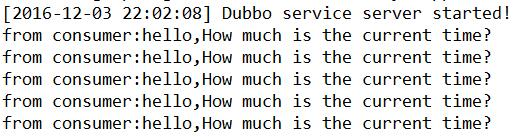 [2016-12-03 22:02:08] Dubbo service server started!
from consumer:hello,How much is the current time?
from consumer:hello,How much is the current time?
from consumer:hello,How much is the current time?
from consumer:hello,How much is the current time?
from consumer:hello,How much is the current time?